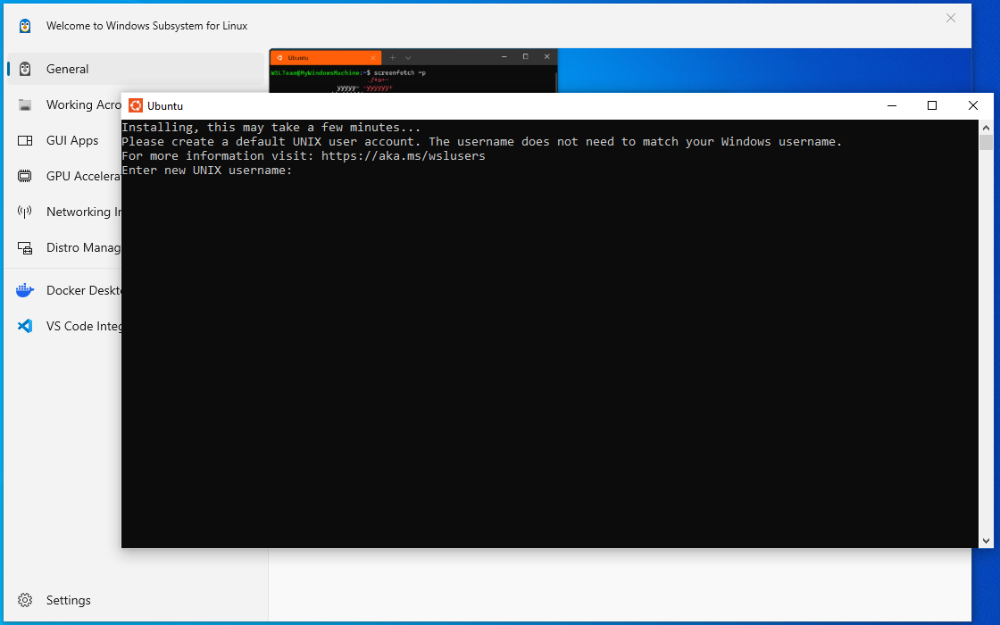 Welcome to Windows Subsystem for Linux
General
Ubuntu
WSLTeam@MyWindowsMachine:~$ screenfetch -p
./+o+-
yyyyy- -yyyyyy+
Working Acro
GUI Apps
GPU Accelera
Networking In
Distro Manag
Docker Deskto
VS Code Integ
Settings
Ubuntu
Installing, this may take a few minutes...
Please create a default UNIX user account. The username does not need to match your Windows username.
For more information visit: https://aka.ms/wslusers
Enter new UNIX username: